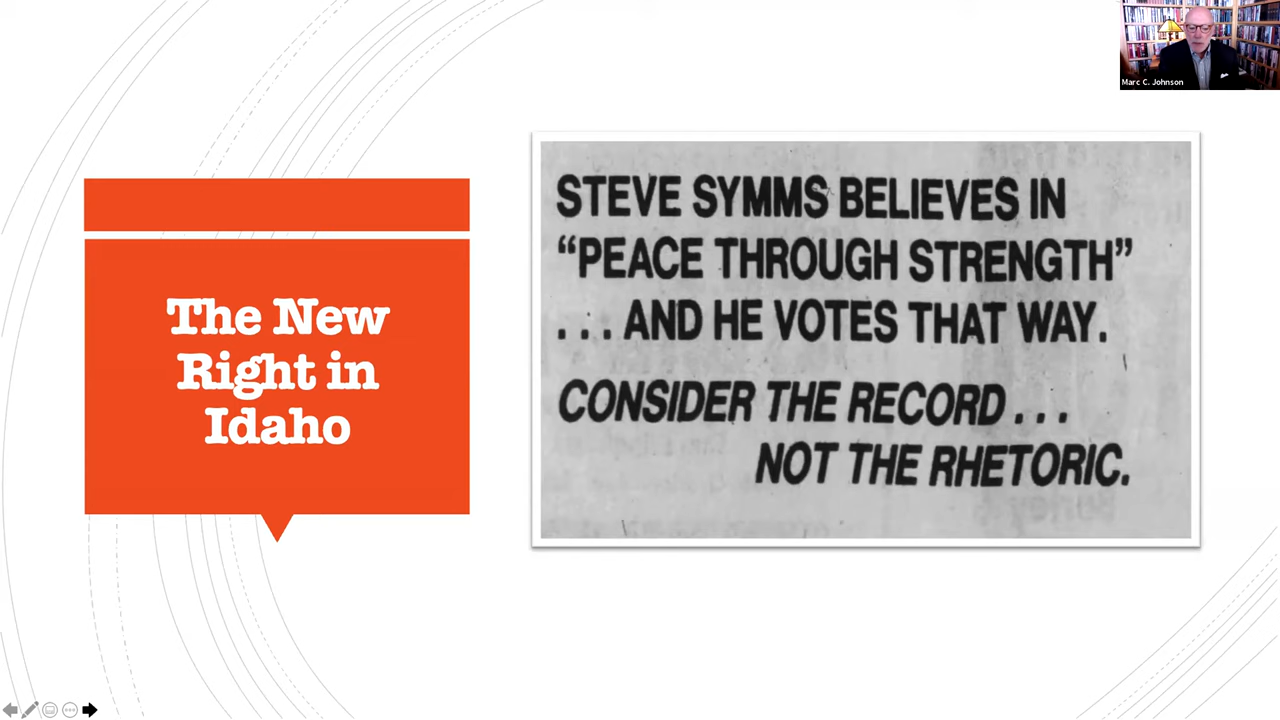 Marc C. Johnson
The New
Right in
Idaho
STEVE SYMMS BELIEVES IN
“PEACE THROUGH STRENGTH”
. . . AND HE VOTES THAT WAY.
CONSIDER THE RECORD . . .
NOT THE RHETORIC.